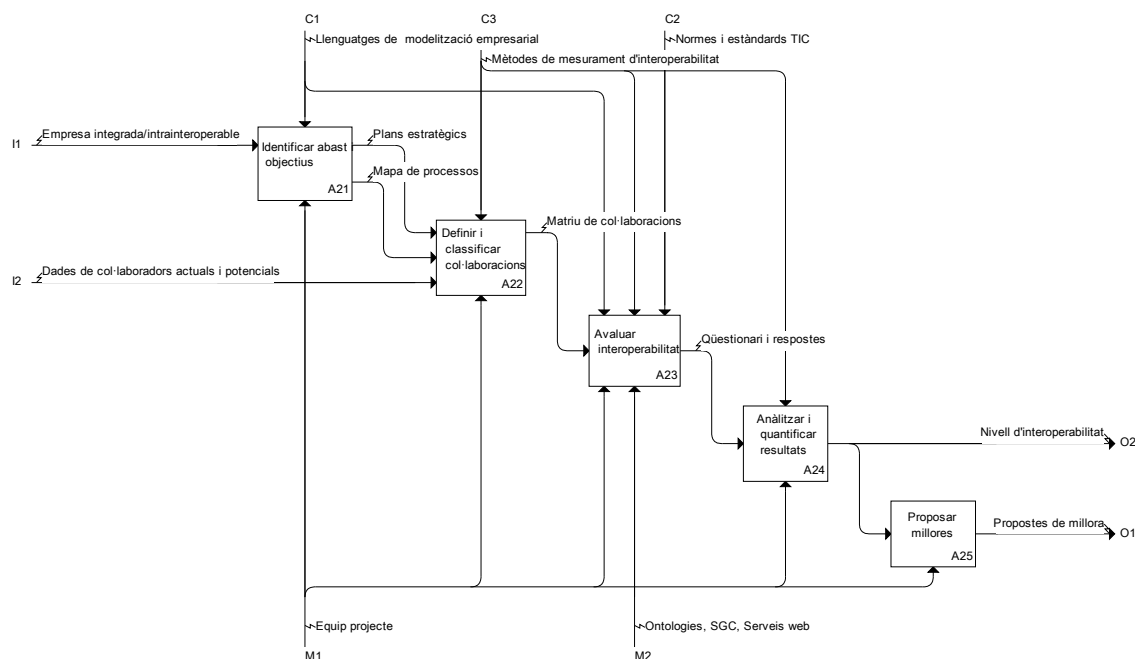 C1
C3
C2
Llenguatges de modelització empresarial
Normes i estàndards TIC
Mètodes de mesurament d'interoperabilitat
I1
Empresa integrada/intrainteroperable
Identificar abast
objectius
A21
Plans estratègics
Mapa de processos
Definir i
classificar
col·laboracions
A22
Matriu de col·laboracions
I2
Dades de col·laboradors actuals i potencials
Avaluar
interoperabilitat
A23
Qüestionari i respostes
Anàlitzar i
quantificar
resultats
A24
Nivell d'interoperabilitat
O2
Proposar
millores
A25
Propostes de millora
O1
Equip projecte
Ontologies, SGC, Serveis web
M1
M2